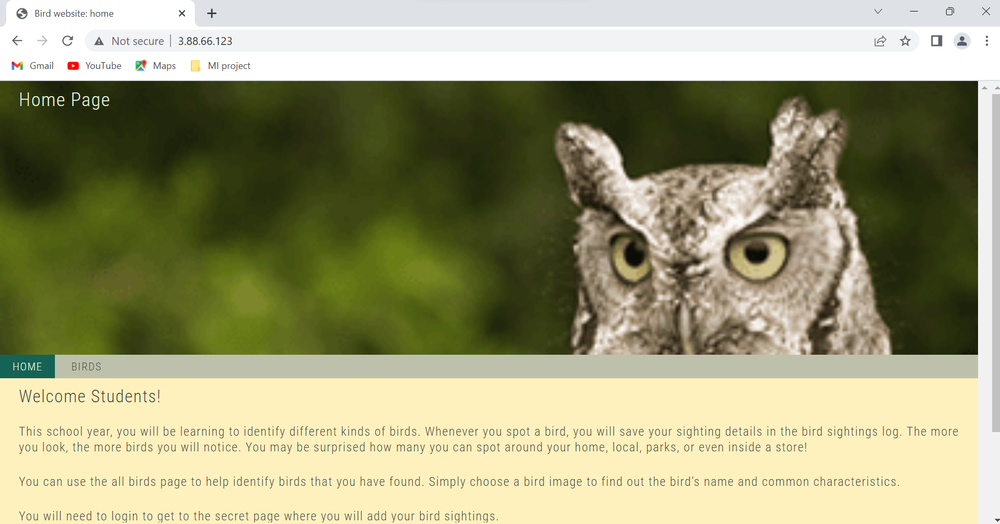 Bird website: home
Not secure
3.88.66.123
Gmail
YouTube
Maps
MI project
Home Page
HOME
BIRDS
Welcome Students!
This school year, you will be learning to identify different kinds of birds. Whenever you spot a bird, you will save your sighting details in the bird sightings log. The more
you look, the more birds you will notice. You may be surprised how many you can spot around your home, local, parks, or even inside a store!
You can use the all birds page to help identify birds that you have found. Simply choose a bird image to find out the bird’s name and common characteristics.
You will need to login to get to the secret page where you will add your bird sightings.